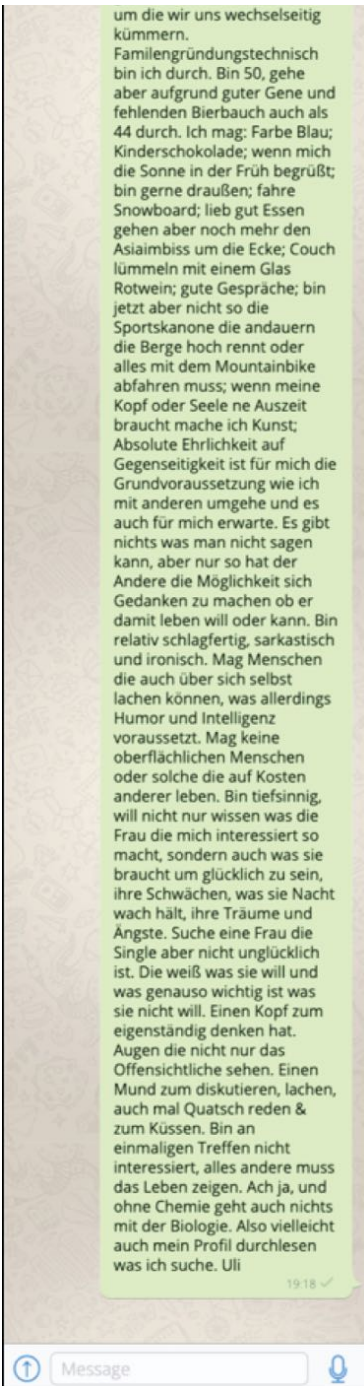 um die wir uns wechselseitig
kümmern.
Familengründungstechnisch
bin ich durch. Bin 50, gehe
aber aufgrund guter Gene und
fehlenden Bierbauch auch als
44 durch. Ich mag: Farbe Blau;
Kinderschokolade; wenn mich
die Sonne in der Früh begrüßt;
bin gerne draußen; fahre
Snowboard; lieb gut Essen
gehen aber noch mehr den
Asiaimbiss um die Ecke; Couch
lümmeln mit einem Glas
Rotwein; gute Gespräche; bin
jetzt aber nicht so die
Sportskanone die andauern
die Berge hoch rennt oder
alles mit dem Mountainbike
abfahren muss; wenn meine
Kopf oder Seele ne Auszeit
braucht mache ich Kunst;
Absolute Ehrlichkeit auf
Gegenseitigkeit ist für mich die
Grundvoraussetzung wie ich
mit anderen umgehe und es
auch für mich erwarte. Es gibt
nichts was man nicht sagen
kann, aber nur so hat der
Andere die Möglichkeit sich
Gedanken zu machen ob er
damit leben will oder kann. Bin
relativ schlagfertig, sarkastisch
und ironisch. Mag Menschen
die auch über sich selbst
lachen können, was allerdings
Humor und Intelligenz
voraussetzt. Mag keine
oberflächlichen Menschen
oder solche die auf Kosten
anderer leben. Bin tiefsinnig,
will nicht nur wissen was die
Frau die mich interessiert so
macht, sondern auch was sie
braucht um glücklich zu sein,
ihre Schwächen, was sie Nacht
wach hält, ihre Träume und
Ängste. Suche eine Frau die
Single aber nicht unglücklich
ist. Die weiß was sie will und
was genauso wichtig ist was
sie nicht will. Einen Kopf zum
eigenständig denken hat.
Augen die nicht nur das
Offensichtliche sehen. Einen
Mund zum diskutieren, lachen,
auch mal Quatsch reden &
zum Küssen. Bin an
einmaligen Treffen nicht
interessiert, alles andere muss
das Leben zeigen. Ach ja, und
ohne Chemie geht auch nichts
mit der Biologie. Also vielleicht
auch mein Profil durchlesen
was ich suche. Uli
19:18
Message